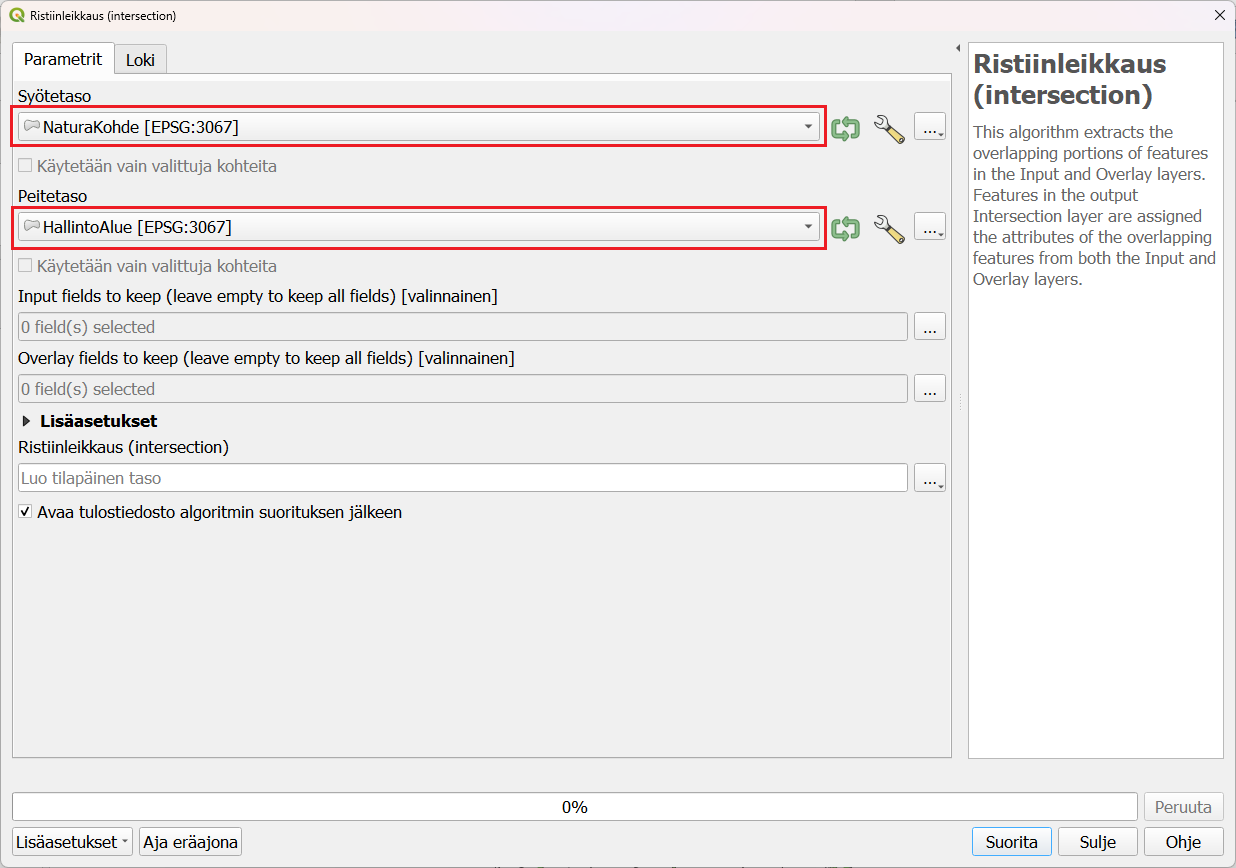 Ristiinleikkaus (intersection)
Parametrit
Loki
Syötetaso
NaturaKohde [EPSG:3067]
...
Käytetään vain valittuja kohteita
Peitetaso
HallintoAlue [EPSG:3067]
...
Käytetään vain valittuja kohteita
Input fields to keep (leave empty to keep all fields) [valinnainen]
0 field(s) selected
...
Overlay fields to keep (leave empty to keep all fields) [valinnainen]
0 field(s) selected
...
Lisäasetukset
Ristiinleikkaus (intersection)
Luo tilapäinen taso
...
Avaa tulostiedosto algoritmin suorituksen jälkeen
Ristiinleikkaus
(intersection)
This algorithm extracts the
overlapping portions of features
in the Input and Overlay layers.
Features in the output
Intersection layer are assigned
the attributes of the overlapping
features from both the Input and
Overlay layers.
0%
Peruuta
Lisäasetukset
Aja eräajona
Suorita
Sulje
Ohje